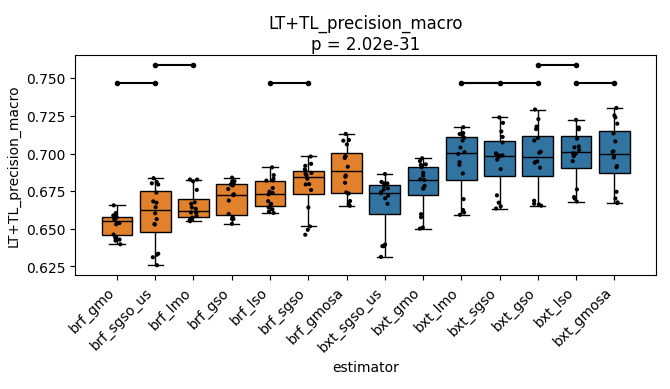 LT+TL_precision_macro
p = 2.02e-31
LT+TL_precision_macro
0.750
0.725
0.700
0.675
0.650
0.625
brf_gmo
brf_sgso_us
brf_lmo
brf_gso
brf_lso
brf_sgso
brf_gmosa
bxt_sgso_us
bxt_gmo
bxt_lmo
bxt_sgso
bxt_gso
bxt_lso
bxt_gmosa
estimator